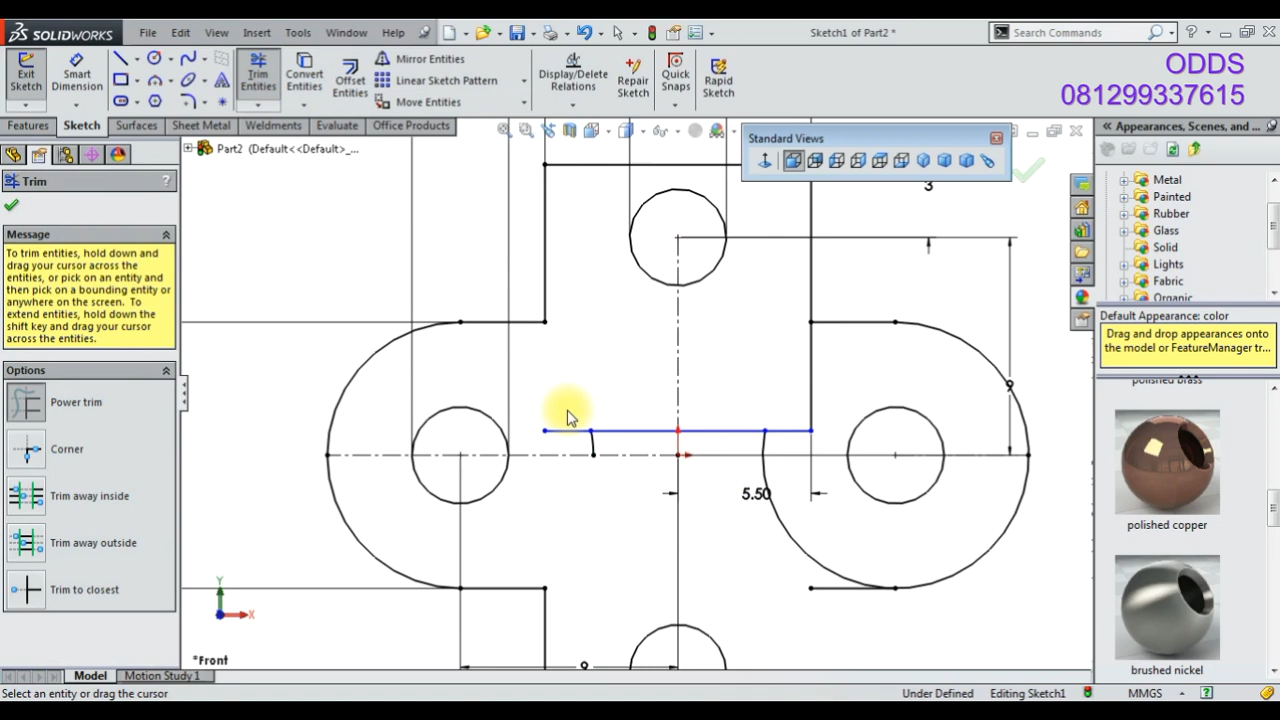 SOLIDWORKS
File Edit View Insert Tools Window Help
Sketch1 of Part2 *
Search Commands
ODDS
081299337615
Exit Sketch
Smart Dimension
Trim Entities
Convert Entities
Offset Entities
Mirror Entities
Linear Sketch Pattern
Move Entities
Display/Delete Relations
Repair Sketch
Quick Snaps
Rapid Sketch
Features Sketch Surfaces Sheet Metal Weldments Evaluate Office Products
Standard Views
Part2 (Default<<Default>_...
Appearances, Scenes, and...
Trim
?
Message
To trim entities, hold down and
drag your cursor across the
entities, or pick on an entity and
then pick on a bounding entity or
anywhere on the screen. To
extend entities, hold down the
shift key and drag your cursor
across the entities.
Options
Power trim
Corner
Trim away inside
Trim away outside
Trim to closest
3
9
5.50
9
Y
X
*Front
Metal
Painted
Rubber
Glass
Solid
Lights
Fabric
Organic
Default Appearance: color
Drag and drop appearances onto
the model or FeatureManager tr...
polished brass
polished copper
brushed nickel
Model Motion Study 1
Select an entity or drag the cursor
Under Defined Editing Sketch1 MMGS